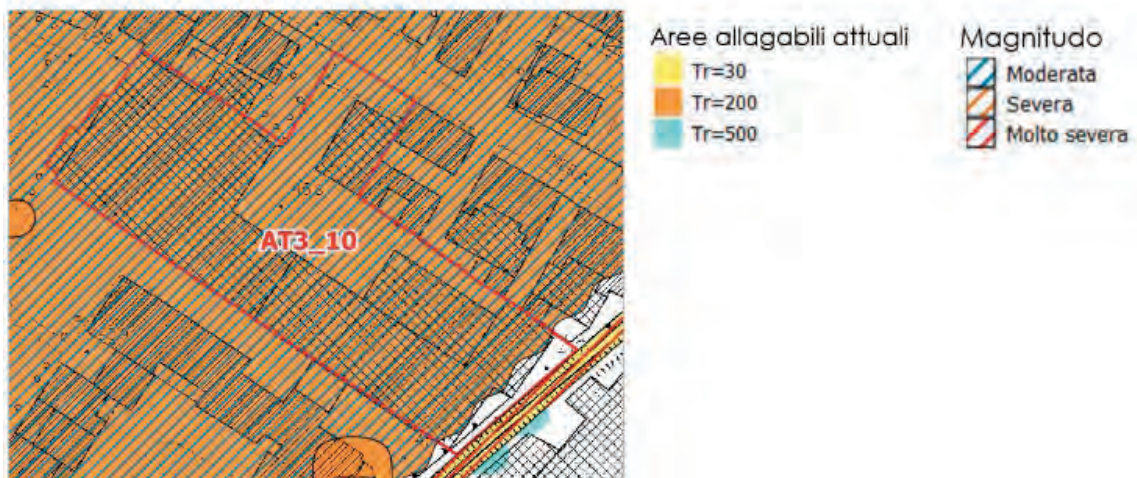 Aree allagabili attuali
Tr=30
Tr=200
Tr=500
Magnitudo
Moderata
Severa
Molto severa
AT3_10